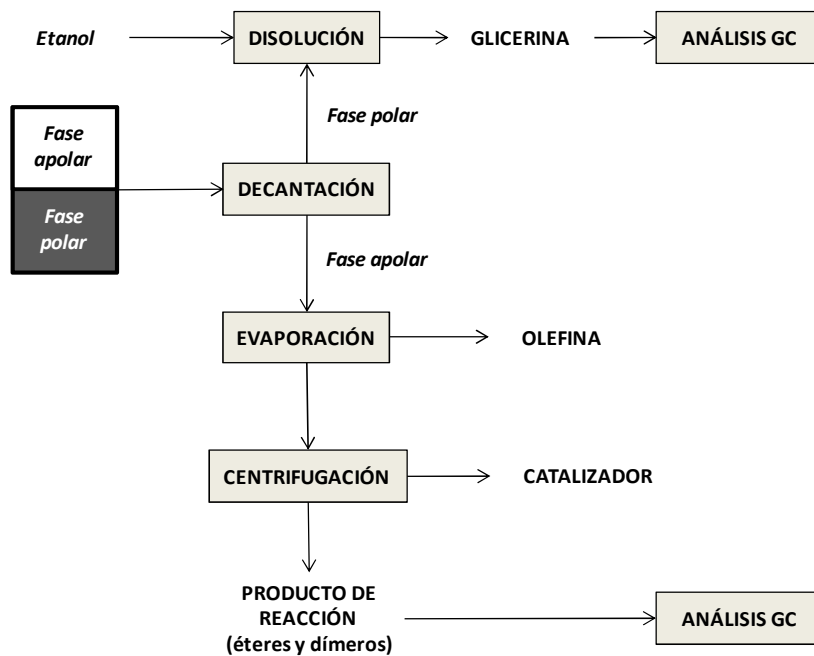 Etanol
DISOLUCIÓN
GLICERINA
ANÁLISIS GC
Fase polar
Fase
apolar
Fase
polar
DECANTACIÓN
Fase apolar
EVAPORACIÓN
OLEFINA
CENTRIFUGACIÓN
CATALIZADOR
PRODUCTO DE
REACCIÓN
(éteres y dímeros)
ANÁLISIS GC